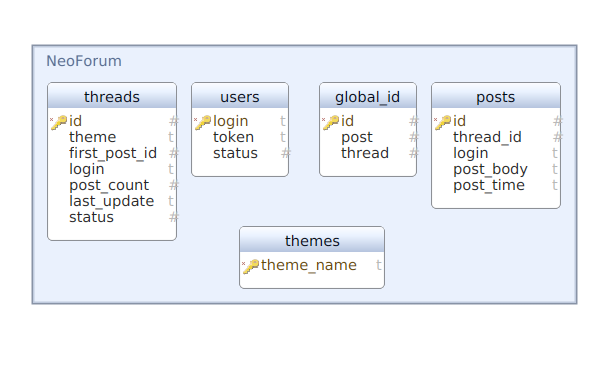 NeoForum
threads
id #
theme t
first_post_id #
login t
post_count #
last_update t
status #
users
login t
token t
status #
global_id
id #
post #
thread #
posts
id #
thread_id #
login t
post_body t
post_time t
themes
theme_name t